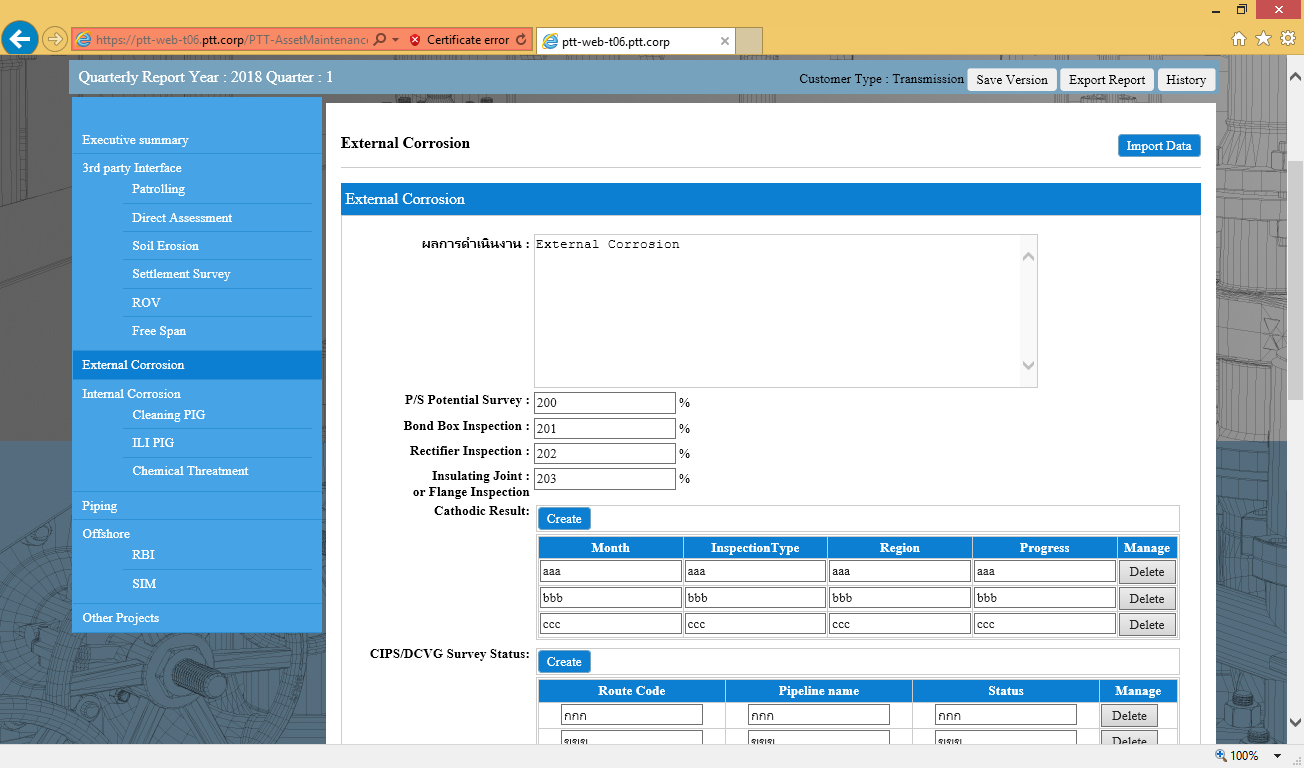 https://ptt-web-t06.ptt.corp/PTT-AssetMaintenanc Certificate error ptt-web-t06.ptt.corp
Quarterly Report Year : 2018 Quarter : 1 Customer Type : Transmission Save Version Export Report History
Executive summary
3rd party Interface
Patrolling
Direct Assessment
Soil Erosion
Settlement Survey
ROV
Free Span
External Corrosion
Internal Corrosion
Cleaning PIG
ILI PIG
Chemical Threatment
Piping
Offshore
RBI
SIM
Other Projects
External Corrosion Import Data
External Corrosion
ผลการดำเนินงาน : External Corrosion
P/S Potential Survey : 200 %
Bond Box Inspection : 201 %
Rectifier Inspection : 202 %
Insulating Joint : 203 %
or Flange Inspection
Cathodic Result: Create
Month InspectionType Region Progress Manage
aaa aaa aaa aaa Delete
bbb bbb bbb bbb Delete
ccc ccc ccc ccc Delete
CIPS/DCVG Survey Status: Create
Route Code Pipeline name Status Manage
กกก กกก กกก Delete
Delete
100%